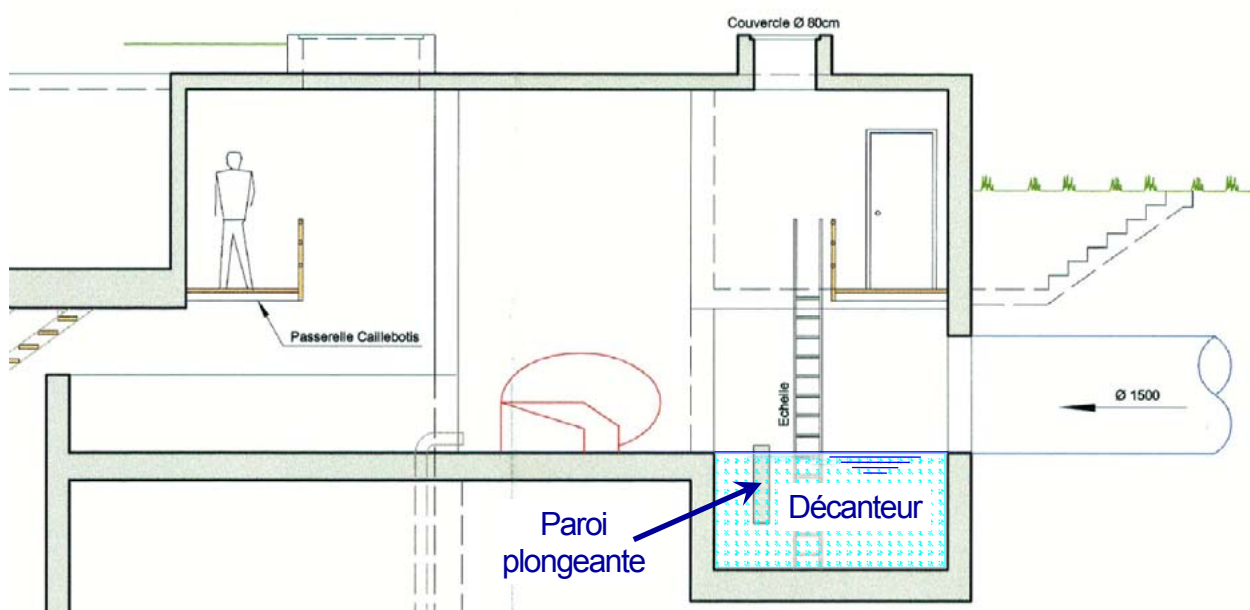 Couvercle Ø 80cm
Passerelle Caillebotis
Echelle
Ø 1500
Paroi
plongeante
Décanteur